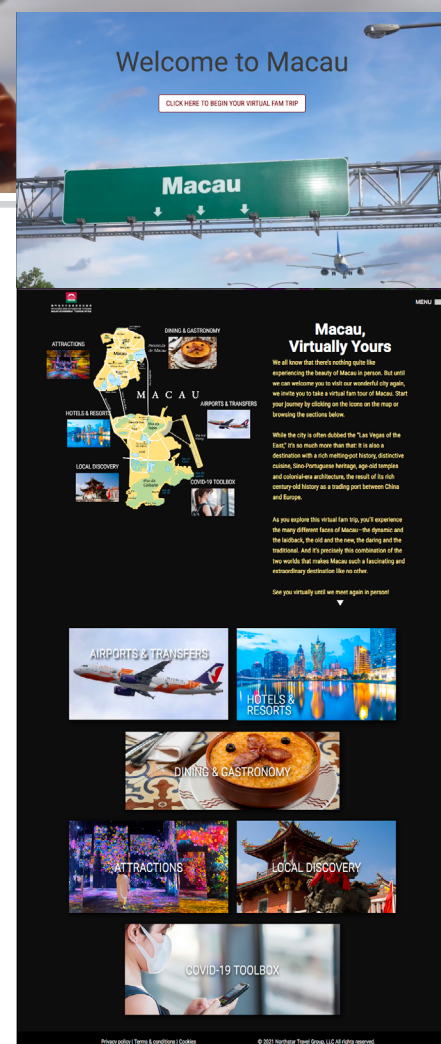 Welcome to Macau
CLICK HERE TO BEGIN YOUR VIRTUAL FAM TRIP
Macau
MENU
DINING & GASTRONOMY
ATTRACTIONS
Macau
Península
de Macau
MACAU
AIRPORTS & TRANSFERS
HOTELS & RESORTS
LOCAL DISCOVERY
COVID-19 TOOLBOX
Macau,
Virtually Yours
We all know that there's nothing quite like
experiencing the beauty of Macau in person. But until
we can welcome you to visit our wonderful city again,
we invite you to take a virtual fam tour of Macau. Start
your journey by clicking on the icons on the map or
browsing the sections below.
While the city is often dubbed the "Las Vegas of the
East," it's so much more than that: It is also a
destination with a rich melting-pot history, distinctive
cuisine, Sino-Portuguese heritage, age-old temples
and colonial-era architecture, the result of its rich
century-old history as a trading port between China
and Europe.
As you explore this virtual fam trip, you'll experience
the many different faces of Macau—the dynamic and
the laidback, the old and the new, the daring and the
traditional. And it's precisely this combination of the
two worlds that makes Macau such a fascinating and
extraordinary destination like no other.
See you virtually until we meet again in person!
AIRPORTS & TRANSFERS
HOTELS &
RESORTS
DINING & GASTRONOMY
ATTRACTIONS
LOCAL DISCOVERY
COVID-19 TOOLBOX
Privacy policy | Terms & conditions | Cookies
© 2021 Northstar Travel Group, LLC All rights reserved.